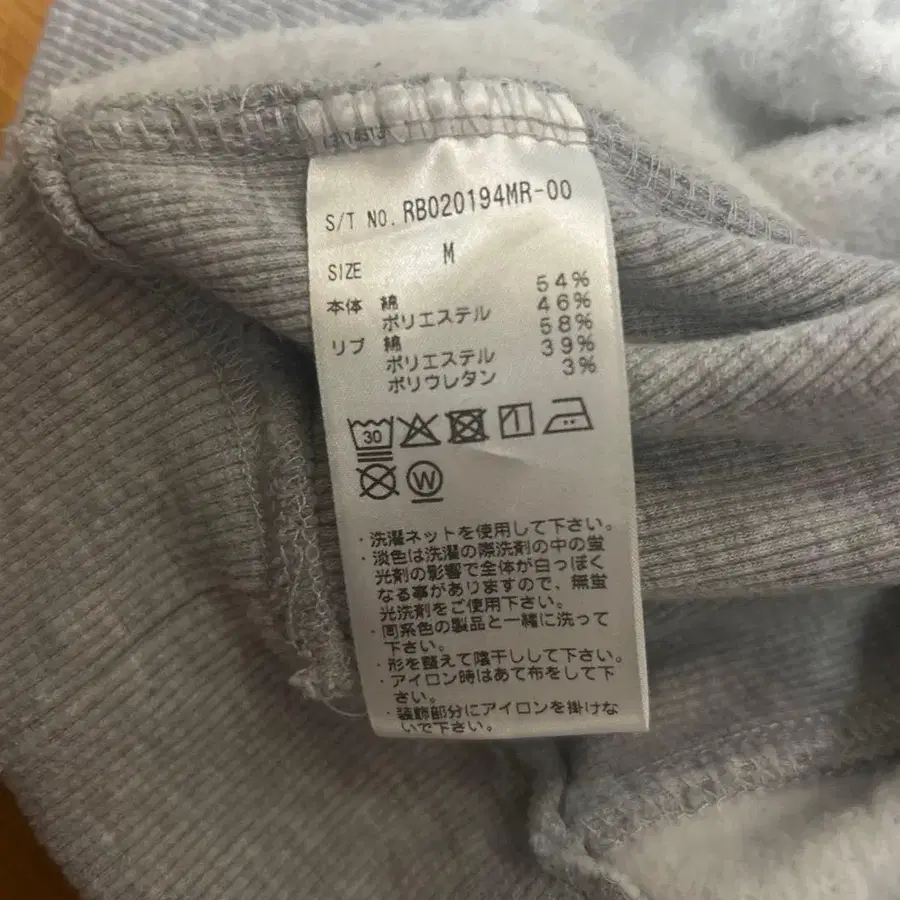 S/T NO. RB020194MR-00
SIZE M
本体 綿 54%
ポリエステル 46%
リブ 綿 58%
ポリエステル 39%
ポリウレタン 3%
30
W
・洗濯ネットを使用して下さい。
・淡色は洗濯の際洗剤の中の蛍
光剤の影響で全体が白っぽく
なる事がありますので、無蛍
光洗剤をご使用下さい。
・同系色の製品と一緒に洗って
下さい。
・形を整えて陰干しして下さい。
・アイロン時はあて布をして下
さい。
・装飾部分にアイロンを掛けな
いで下さい。